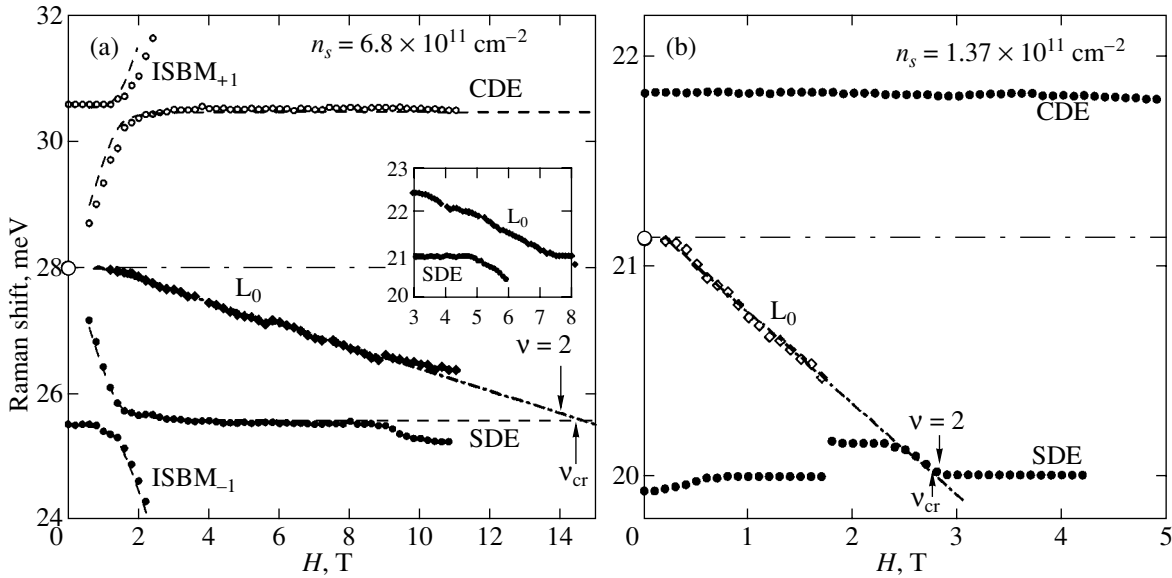 32
(a)
n_s = 6.8 × 10^11 cm^−2
ISBM_+1
CDE
30
23
22
L_0
21
SDE
20
3 4 5 6 7 8
28
L_0
ν = 2
26
ν_cr
SDE
ISBM_−1
24
0 2 4 6 8 10 12 14
H, T
Raman shift, meV
22
(b)
n_s = 1.37 × 10^11 cm^−2
CDE
21
L_0
ν = 2
SDE
20
ν_cr
0 1 2 3 4 5
H, T